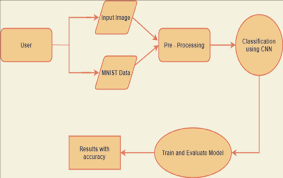 User
Input Image
MNIST Data
Pre - Processing
Classification
using CNN
Train and Evaluate Model
Results with
accuracy